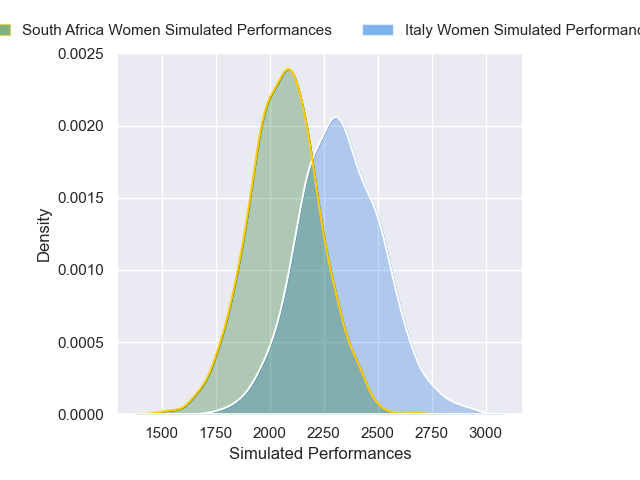 South Africa Women Simulated Performances Italy Women Simulated
0.0025
0.0020
0.0015
0.0010
0.0005
0.0000
Density
1500 1750 2000 2250 2500 2750 3000
Simulated Performances